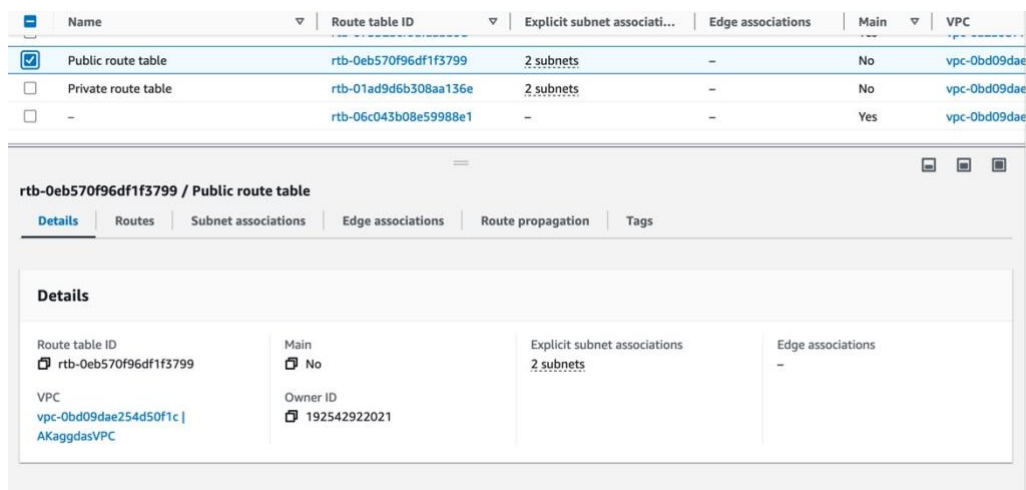 Name Route table ID Explicit subnet associati... Edge associations Main VPC
Public route table rtb-0eb570f96df1f3799 2 subnets – No vpc-0bd09dae
Private route table rtb-01ad9d6b308aa136e 2 subnets – No vpc-0bd09dae
– rtb-06c043b08e59988e1 – – Yes vpc-0bd09dae
rtb-0eb570f96df1f3799 / Public route table
Details Routes Subnet associations Edge associations Route propagation Tags
Details
Route table ID Main Explicit subnet associations Edge associations
rtb-0eb570f96df1f3799 No 2 subnets –
VPC Owner ID
vpc-0bd09dae254d50f1c | 192542922021
AKaggdasVPC